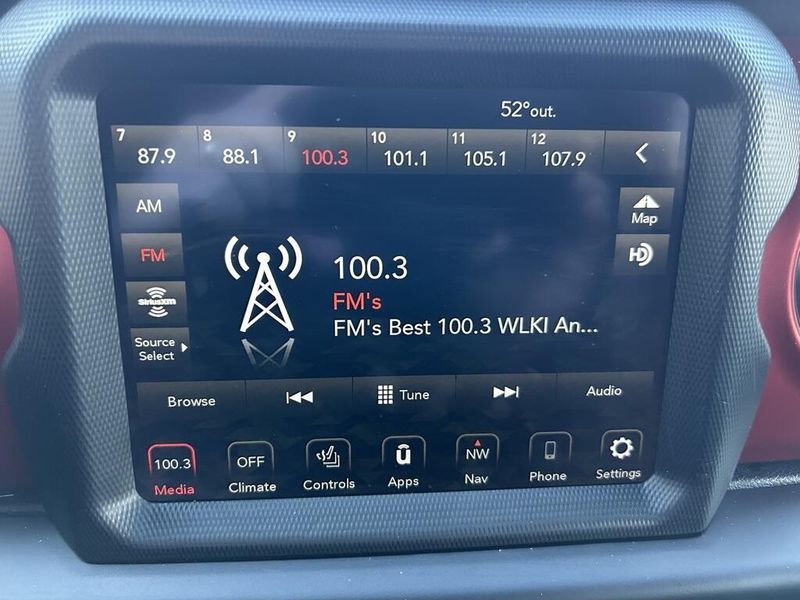 52°out.
7 8 9 10 11 12
87.9 88.1 100.3 101.1 105.1 107.9
AM
Map
FM
HD
SiriusXM
100.3
FM's
FM's Best 100.3 WLKI An...
Source
Select
Browse Tune Audio
100.3 OFF NW
Media Climate Controls Apps Nav Phone Settings